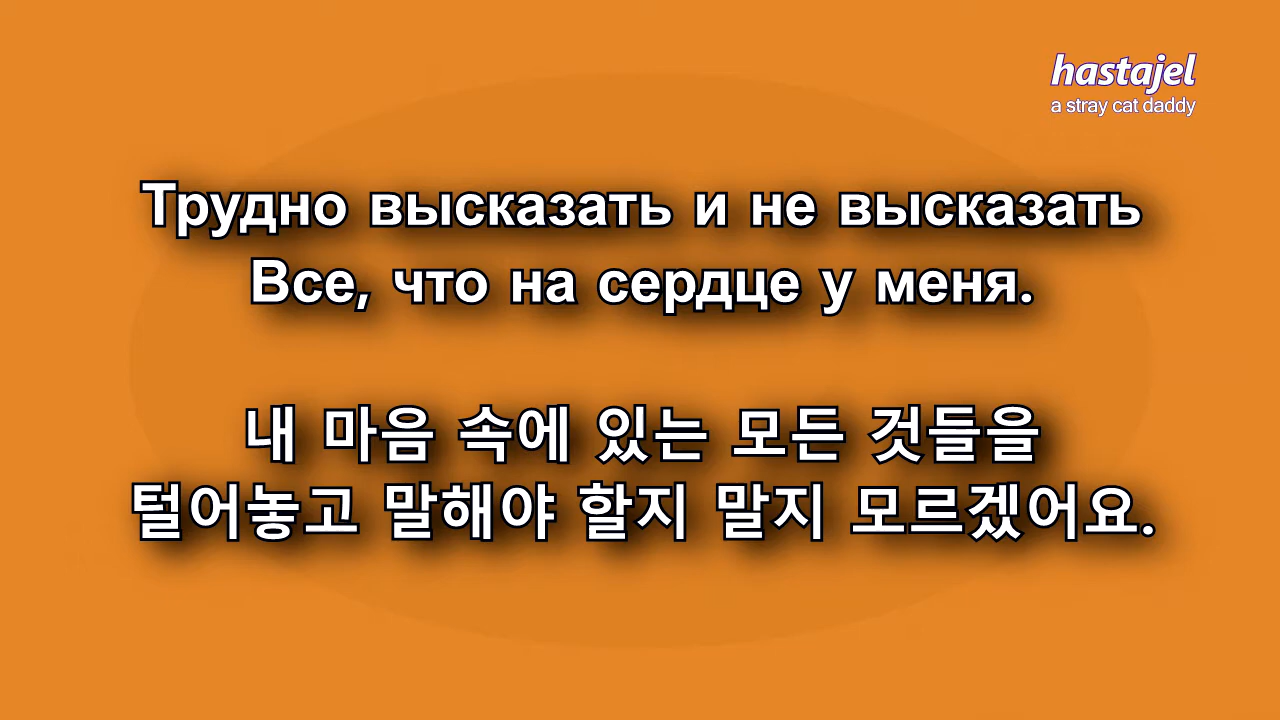 hastajel
a stray cat daddy
Трудно высказать и не высказать
Все, что на сердце у меня.
내 마음 속에 있는 모든 것들을
털어놓고 말해야 할지 말지 모르겠어요.